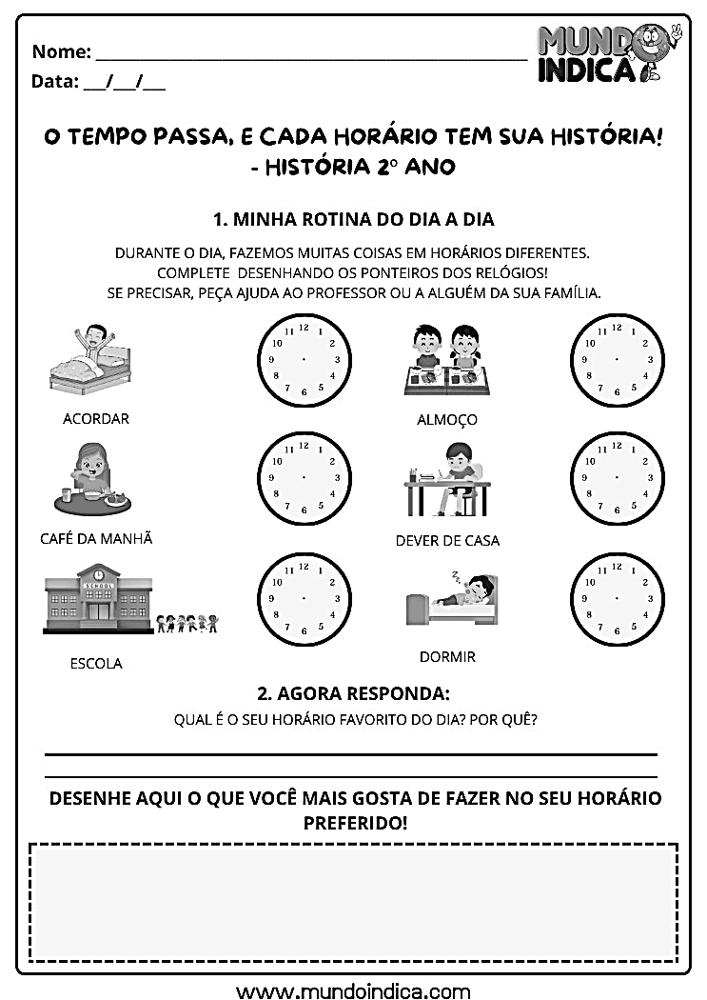 Nome: ____________________
MUNDO
INDICA
Data: ___/___/___
O TEMPO PASSA, E CADA HORÁRIO TEM SUA HISTÓRIA!
- HISTÓRIA 2º ANO
1. MINHA ROTINA DO DIA A DIA
DURANTE O DIA, FAZEMOS MUITAS COISAS EM HORÁRIOS DIFERENTES.
COMPLETE DESENHANDO OS PONTEIROS DOS RELÓGIOS!
SE PRECISAR, PEÇA AJUDA AO PROFESSOR OU A ALGUÉM DA SUA FAMÍLIA.
12 1 2 3 4 5 6 7 8 9 10 11
12 1 2 3 4 5 6 7 8 9 10 11
ACORDAR
ALMOÇO
12 1 2 3 4 5 6 7 8 9 10 11
12 1 2 3 4 5 6 7 8 9 10 11
CAFÉ DA MANHÃ
DEVER DE CASA
SCHOOL
12 1 2 3 4 5 6 7 8 9 10 11
zzz
12 1 2 3 4 5 6 7 8 9 10 11
ESCOLA
DORMIR
2. AGORA RESPONDA:
QUAL É O SEU HORÁRIO FAVORITO DO DIA? POR QUÊ?
DESENHE AQUI O QUE VOCÊ MAIS GOSTA DE FAZER NO SEU HORÁRIO
PREFERIDO!
www.mundoindica.com